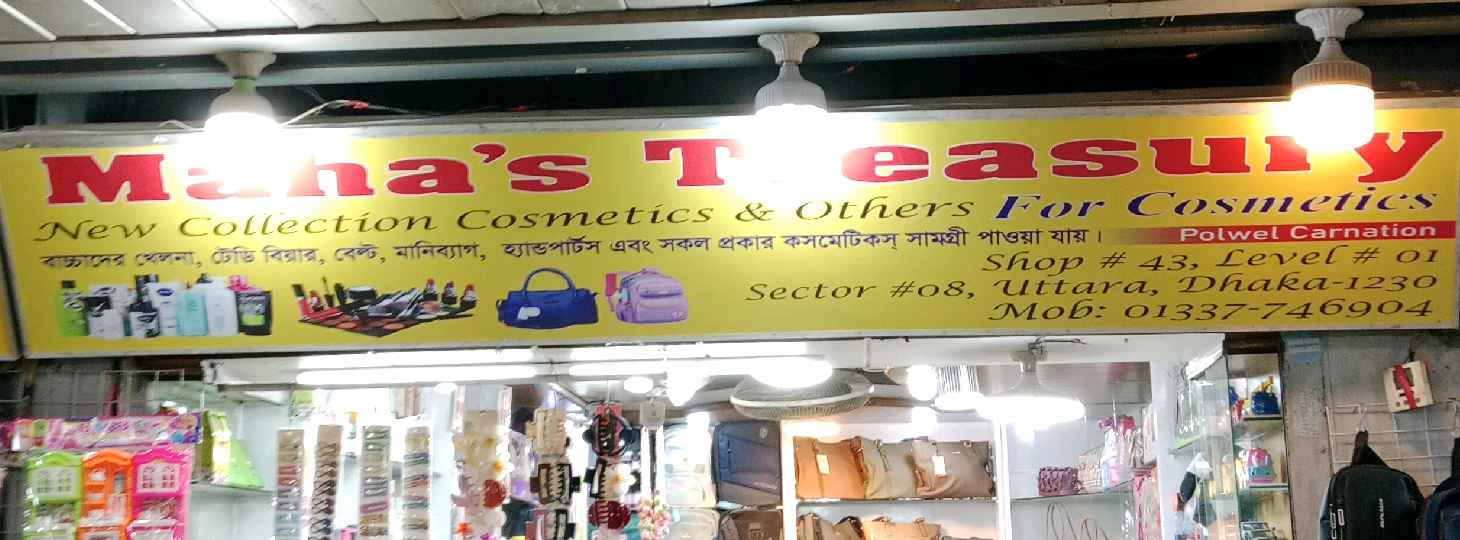 Maha's Treasury
New Collection Cosmetics & Others For Cosmetics
বাচ্চাদের খেলনা, টেডি বিয়ার, বেল্ট, মানিব্যাগ, হ্যান্ডপার্টস এবং সকল প্রকার কসমেটিকস্ সামগ্রী পাওয়া যায়।
Polwel Carnation
Shop # 43, Level # 01
Sector #08, Uttara, Dhaka-1230
Mob: 01337-746904